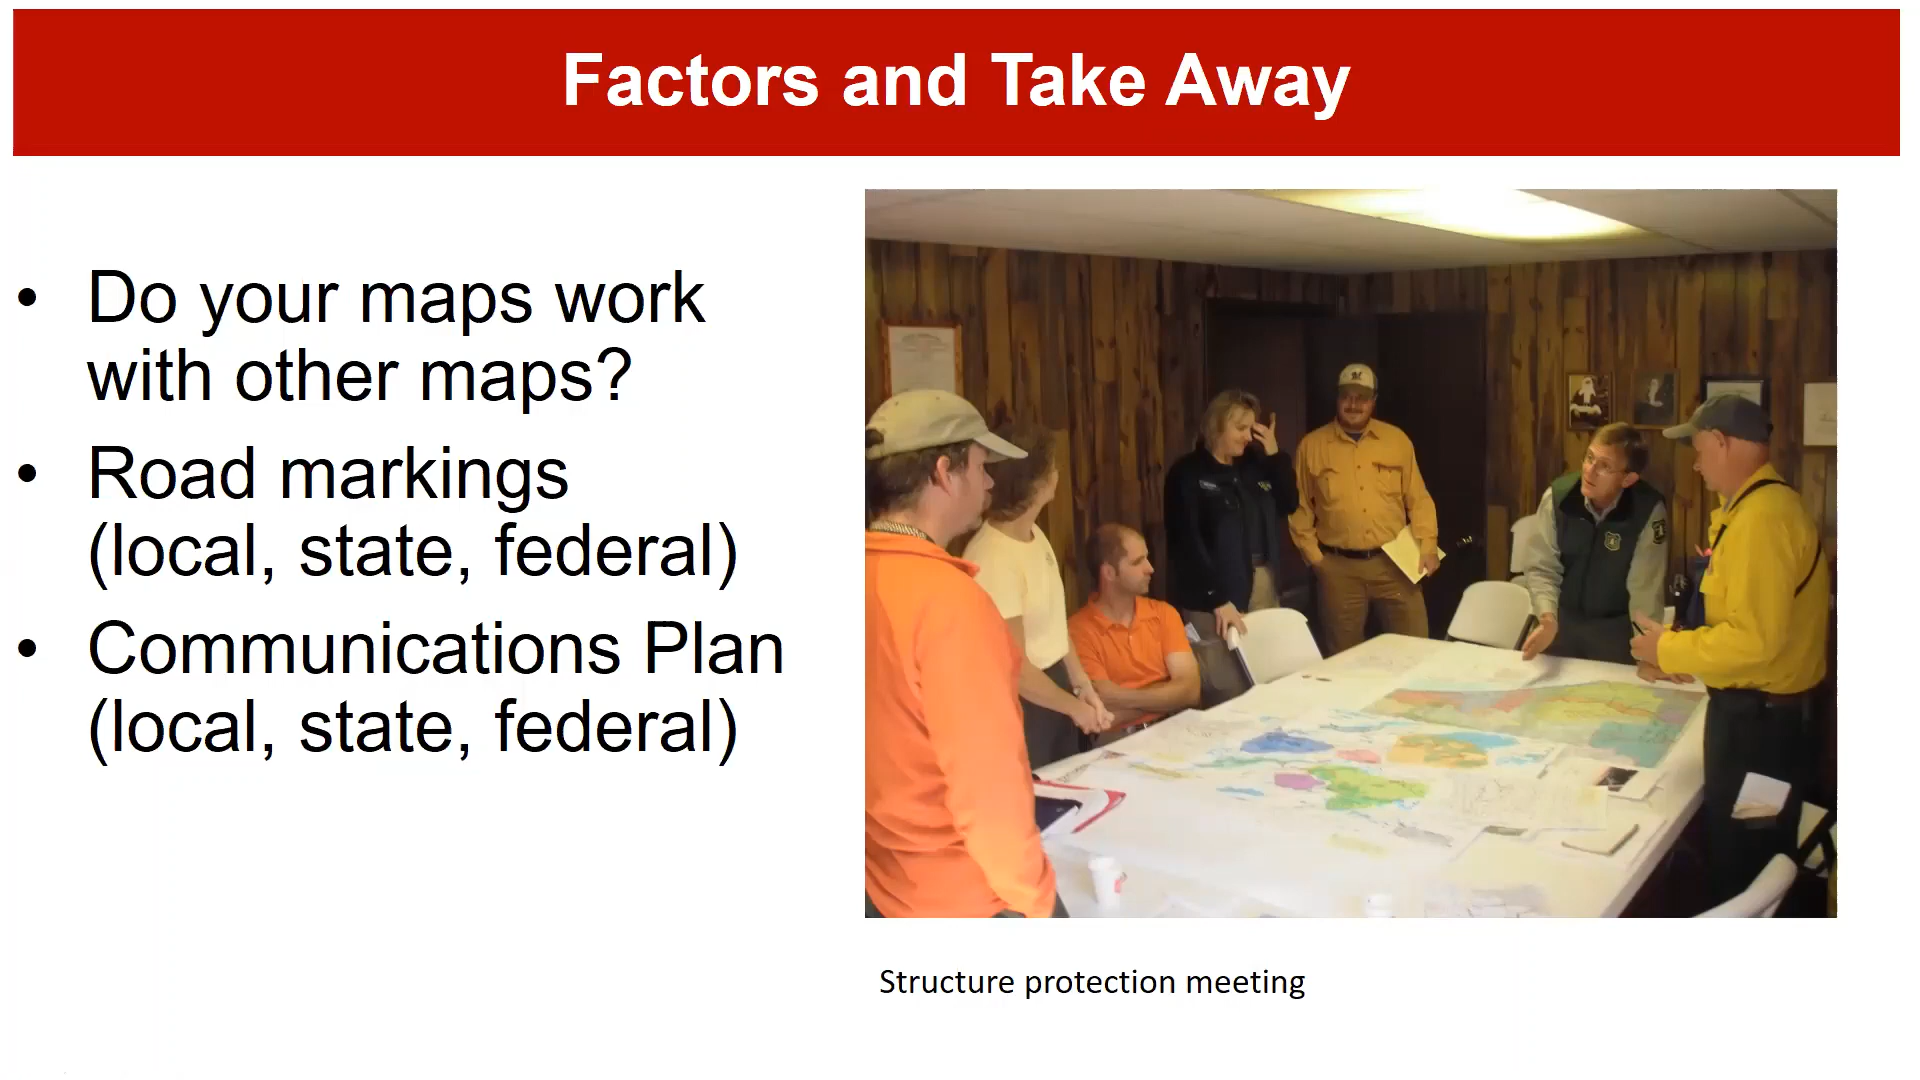 Factors and Take Away
• Do your maps work
with other maps?
• Road markings
(local, state, federal)
• Communications Plan
(local, state, federal)
Structure protection meeting